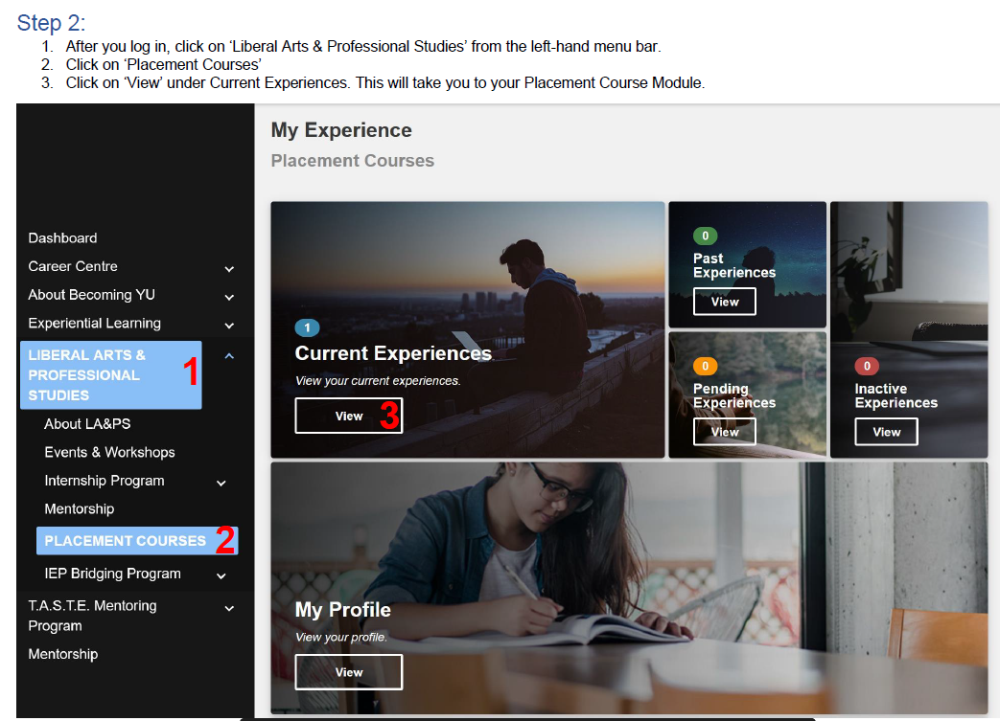 Step 2:
1. After you log in, click on ‘Liberal Arts & Professional Studies’ from the left-hand menu bar.
2. Click on ‘Placement Courses’
3. Click on ‘View’ under Current Experiences. This will take you to your Placement Course Module.
Dashboard
Career Centre
About Becoming YU
Experiential Learning
LIBERAL ARTS &
PROFESSIONAL
STUDIES
1
About LA&PS
Events & Workshops
Internship Program
Mentorship
PLACEMENT COURSES 2
IEP Bridging Program
T.A.S.T.E. Mentoring
Program
Mentorship
My Experience
Placement Courses
1
Current Experiences
View your current experiences.
View 3
0
Past
Experiences
View
0
Pending
Experiences
View
0
Inactive
Experiences
View
My Profile
View your profile.
View